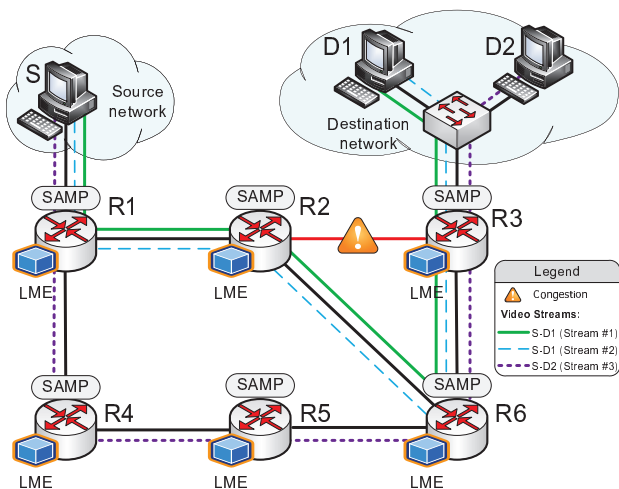 S
Source
network
D1
D2
Destination
network
SAMP
R1
SAMP
R2
SAMP
R3
LME
LME
LME
Legend
Congestion
Video Streams:
S-D1 (Stream #1)
S-D1 (Stream #2)
S-D2 (Stream #3)
SAMP
R4
SAMP
R5
SAMP
R6
LME
LME
LME